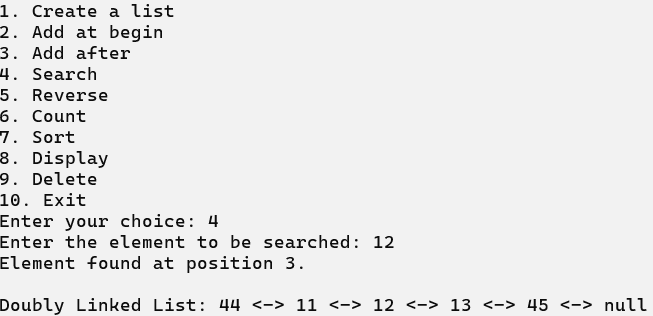 1. Create a list
2. Add at begin
3. Add after
4. Search
5. Reverse
6. Count
7. Sort
8. Display
9. Delete
10. Exit
Enter your choice: 4
Enter the element to be searched: 12
Element found at position 3.
Doubly Linked List: 44 <-> 11 <-> 12 <-> 13 <-> 45 <-> null